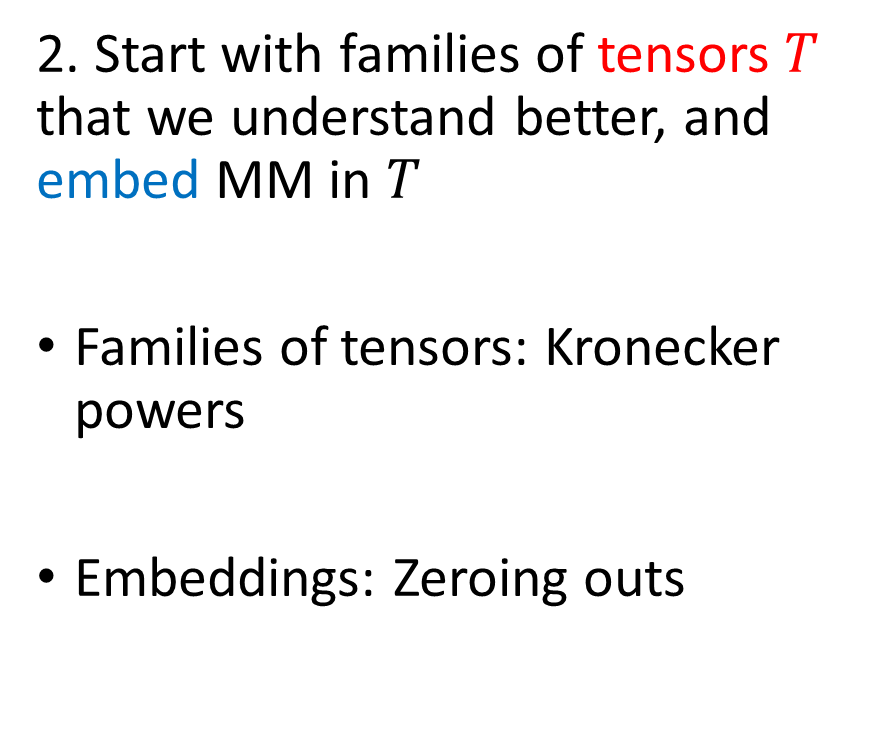 2. Start with families of tensors T
that we understand better, and
embed MM in T
• Families of tensors: Kronecker
powers
• Embeddings: Zeroing outs